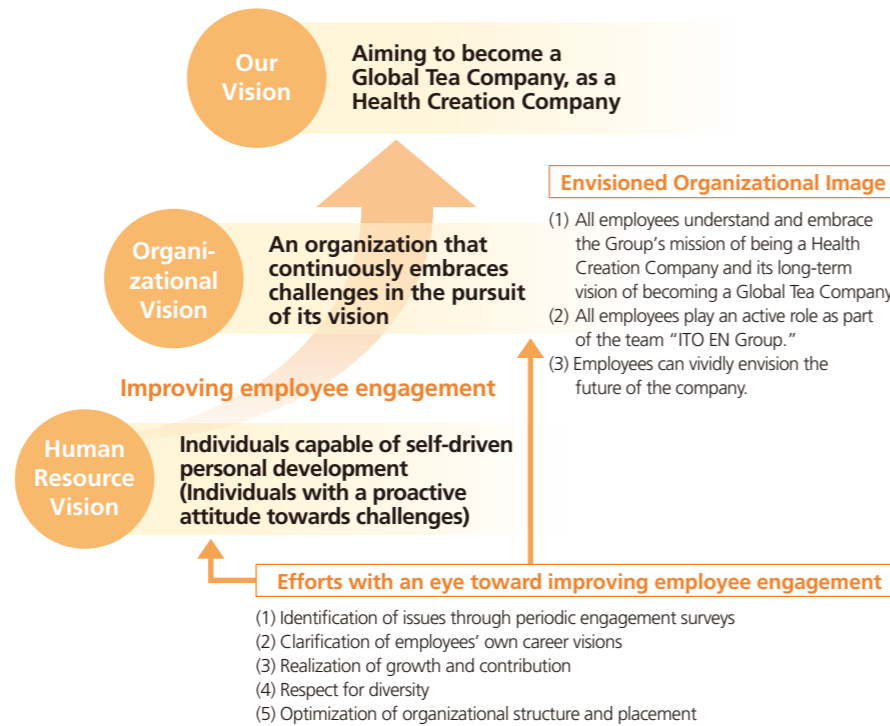 Our
Vision
Aiming to become a
Global Tea Company, as a
Health Creation Company
Envisioned Organizational Image
(1) All employees understand and embrace
the Group’s mission of being a Health
Creation Company and its long-term
vision of becoming a Global Tea Company
(2) All employees play an active role as part
of the team “ITO EN Group.”
(3) Employees can vividly envision the
future of the company.
Organi-
zational
Vision
An organization that
continuously embraces
challenges in the pursuit
of its vision
Improving employee engagement
Human
Resource
Vision
Individuals capable of self-driven
personal development
(Individuals with a proactive
attitude towards challenges)
Efforts with an eye toward improving employee engagement
(1) Identification of issues through periodic engagement surveys
(2) Clarification of employees’ own career visions
(3) Realization of growth and contribution
(4) Respect for diversity
(5) Optimization of organizational structure and placement